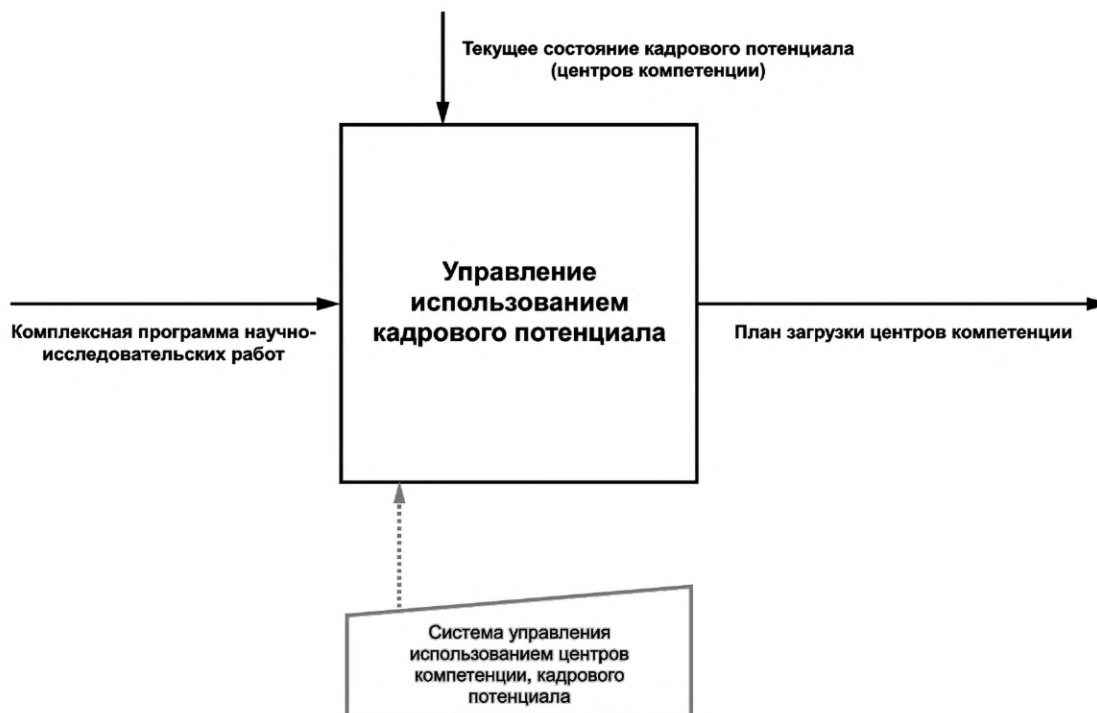 Текущее состояние кадрового потенциала
(центров компетенции)
Управление
использованием
кадрового потенциала
Комплексная программа научно-
исследовательских работ
План загрузки центров компетенции
Система управления
использованием центров
компетенции, кадрового
потенциала